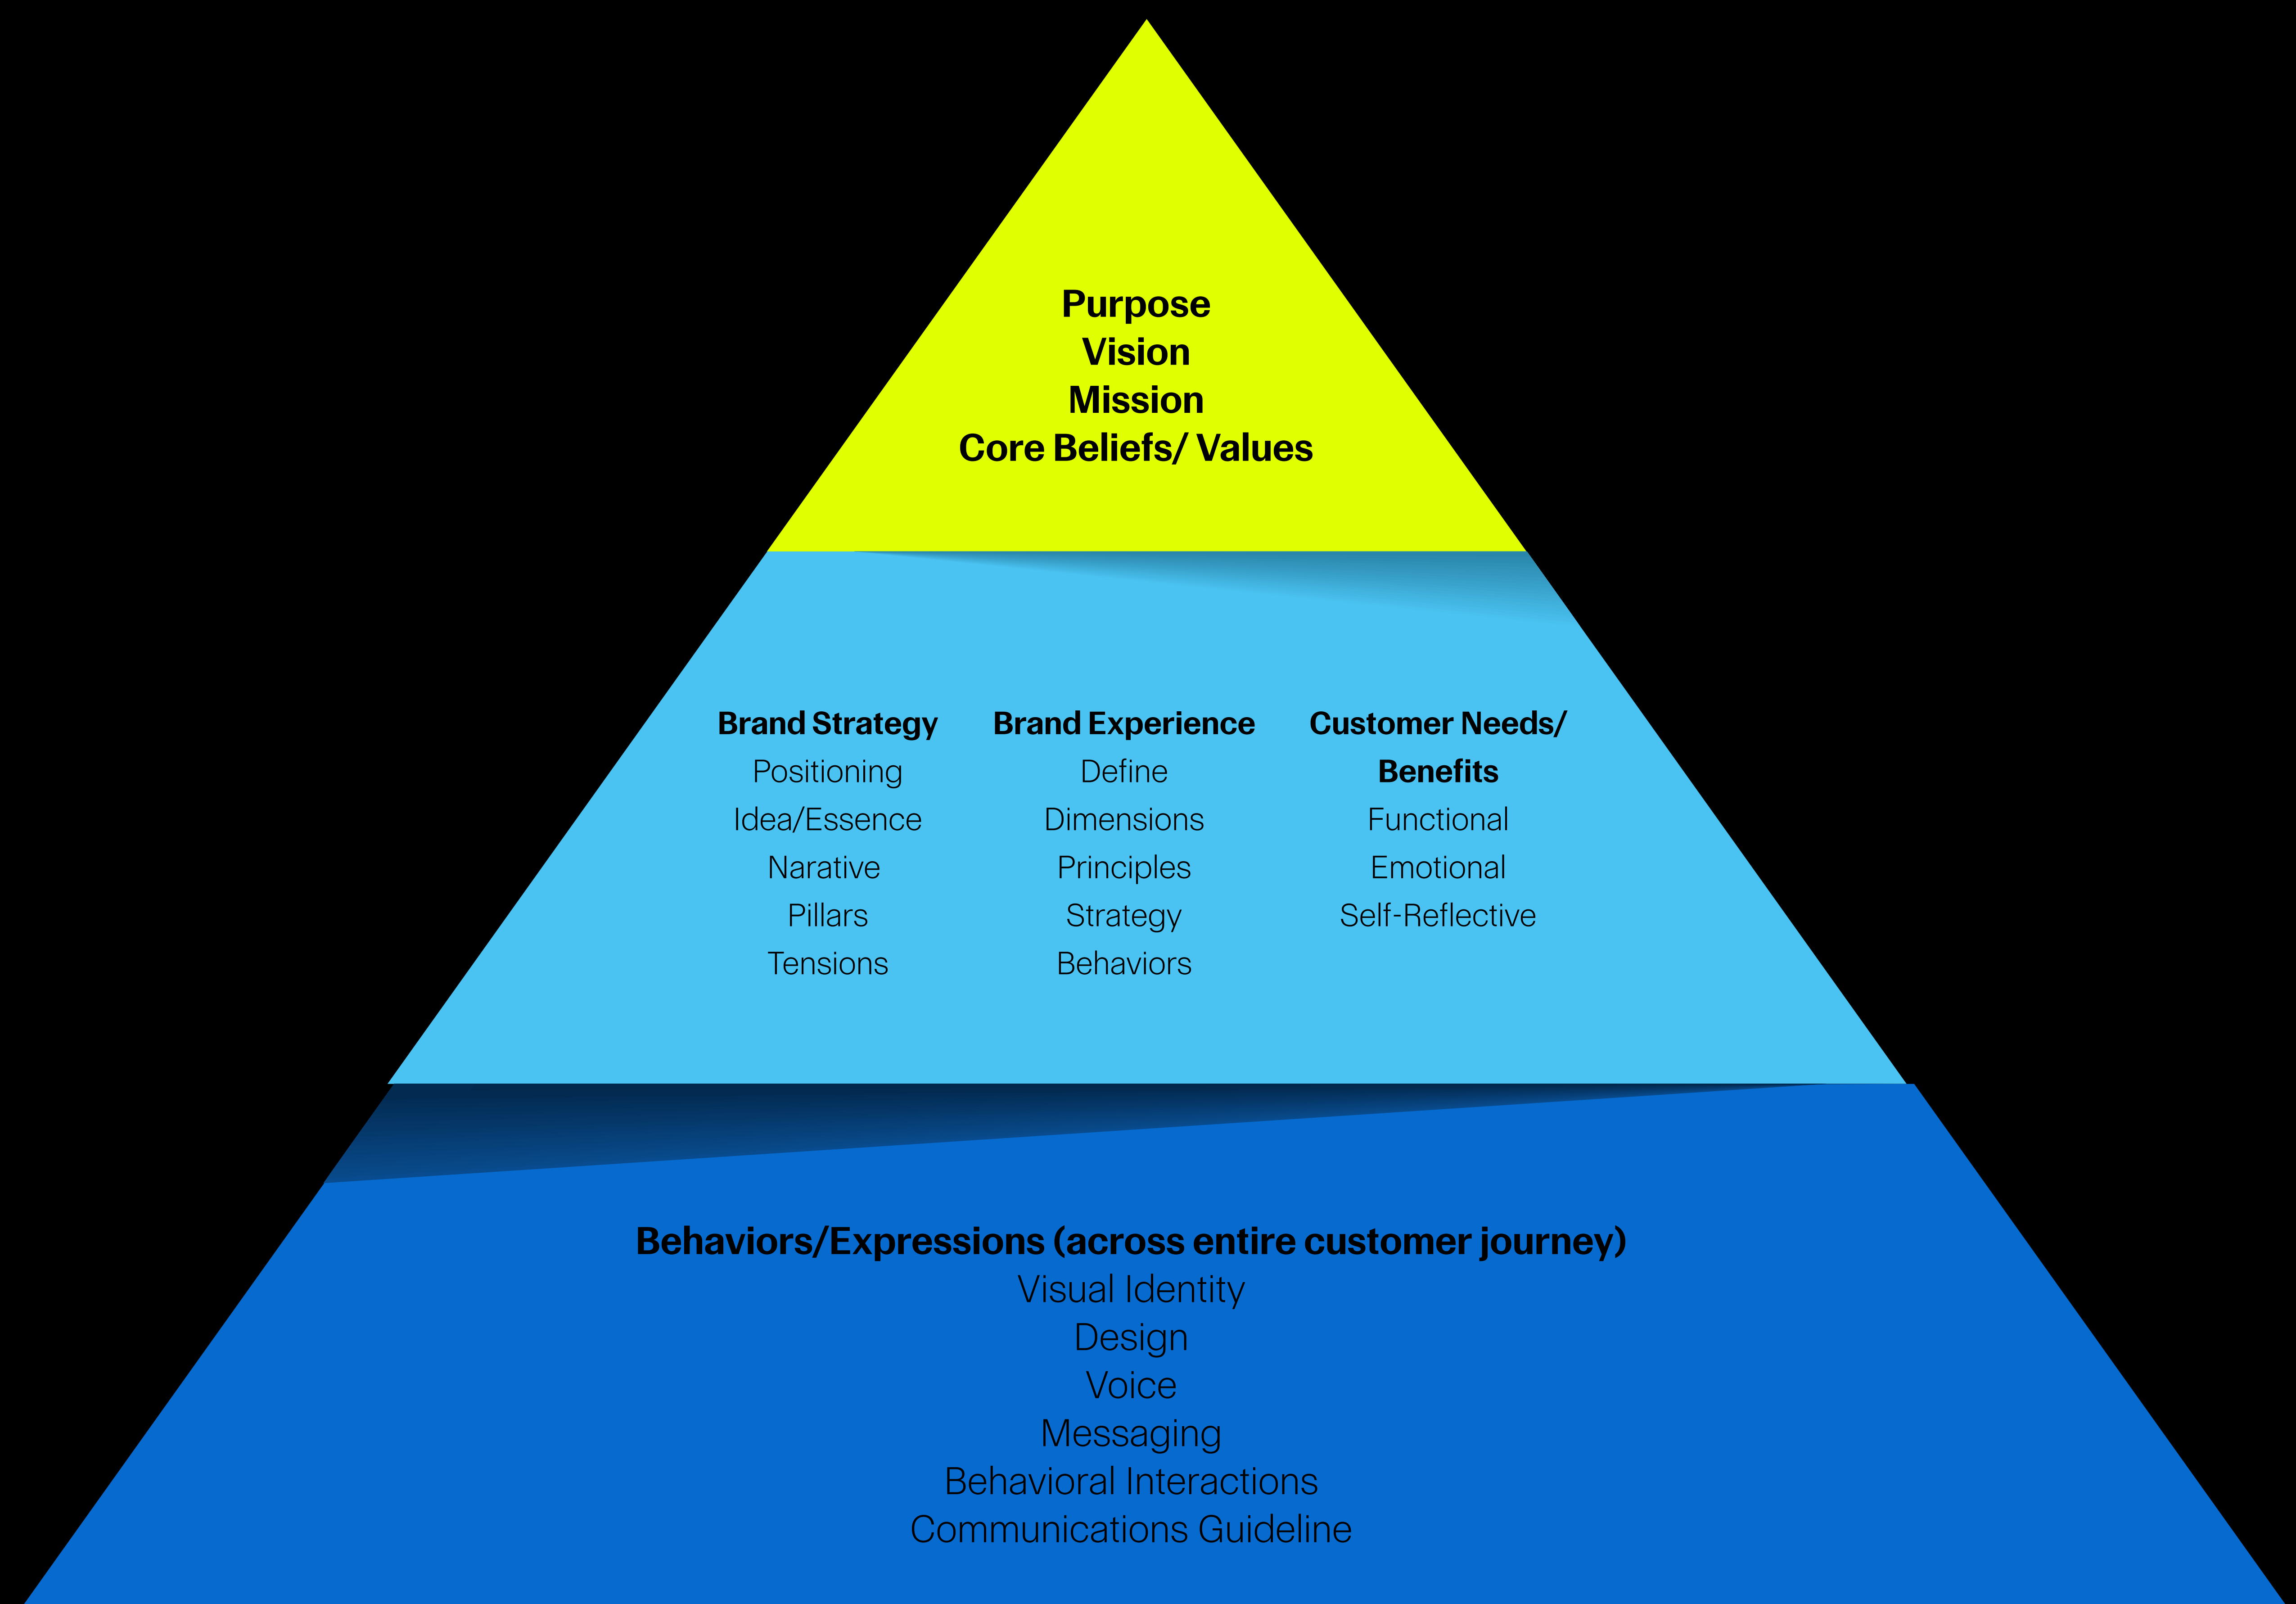 Purpose
Vision
Mission
Core Beliefs/ Values
Brand Strategy
Positioning
Idea/Essence
Narative
Pillars
Tensions
Brand Experience
Define
Dimensions
Principles
Strategy
Behaviors
Customer Needs/
Benefits
Functional
Emotional
Self-Reflective
Behaviors/Expressions (across entire customer journey)
Visual Identity
Design
Voice
Messaging
Behavioral Interactions
Communications Guideline